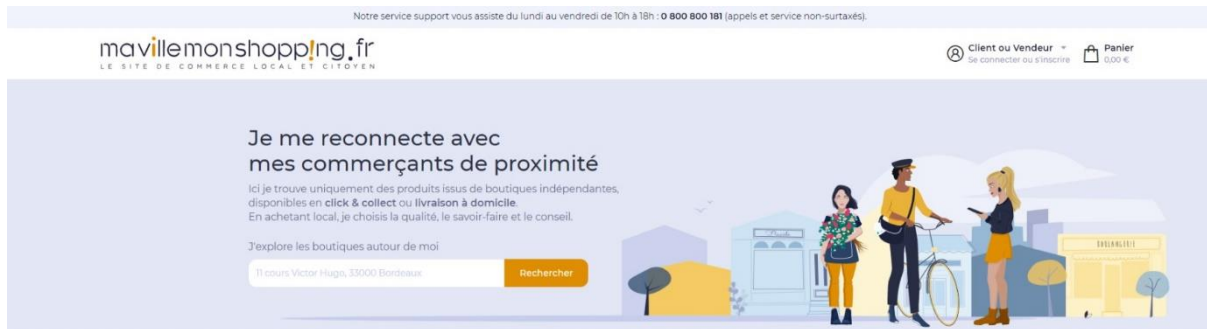 Notre service support vous assiste du lundi au vendredi de 10h à 18h : 0 800 800 181 (appels et service non-surtaxés).
mavillemonshopp!ng.fr
LE SITE DE COMMERCE LOCAL ET CITOYEN
Client ou Vendeur
Se connecter ou s'inscrire
Panier
0,00 €
Je me reconnecte avec
mes commerçants de proximité
Ici je trouve uniquement des produits issus de boutiques indépendantes,
disponibles en click & collect ou livraison à domicile.
En achetant local, je choisis la qualité, le savoir-faire et le conseil.
J'explore les boutiques autour de moi
11 cours Victor Hugo, 33000 Bordeaux
Rechercher
BOULANGERIE